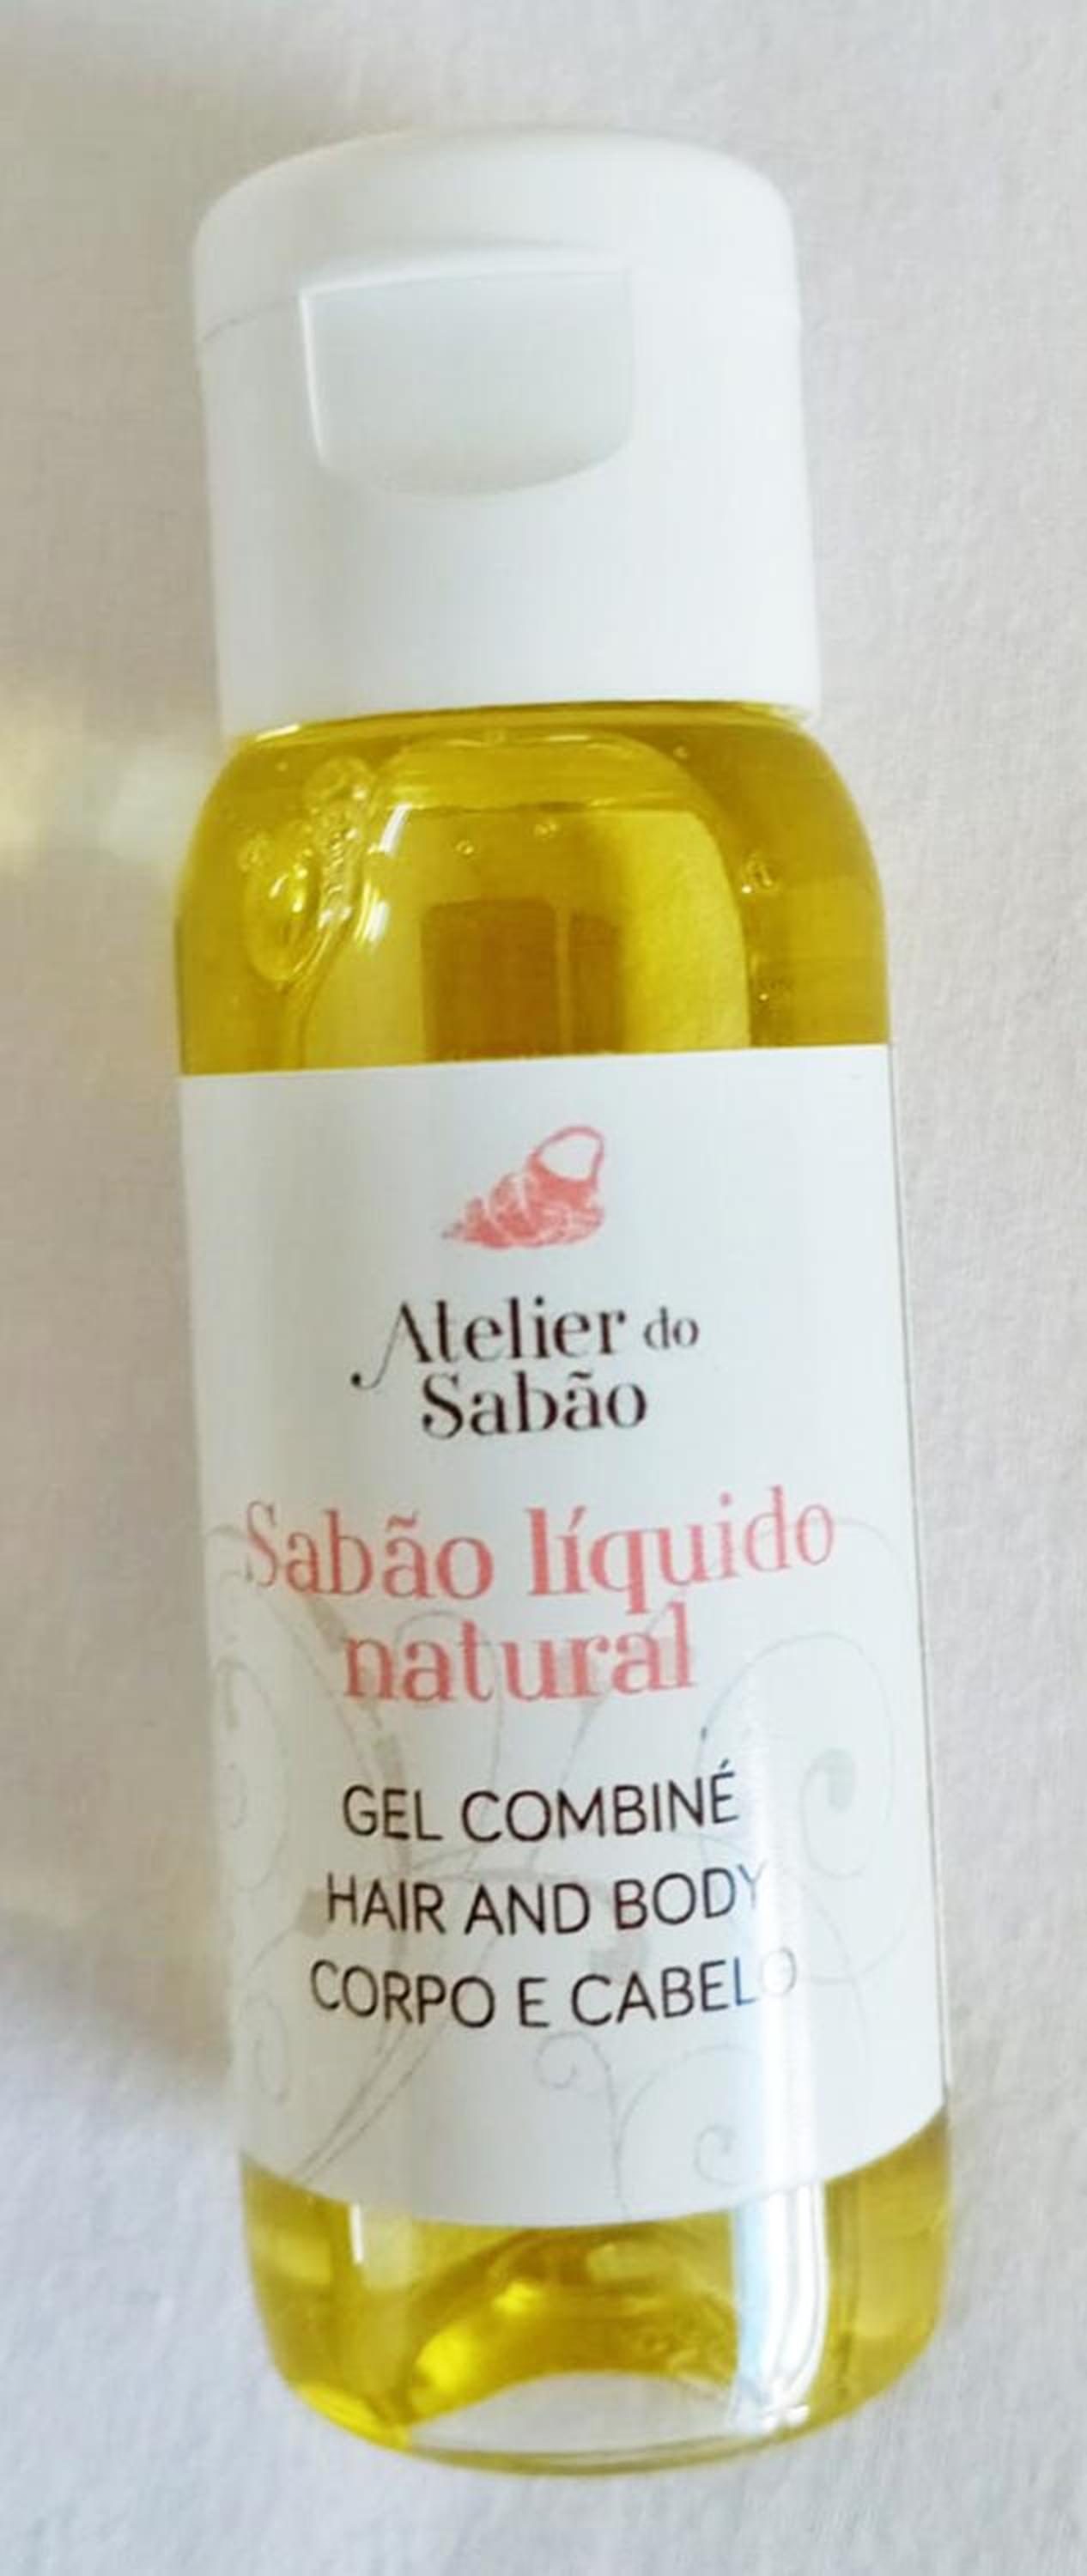 Atelier do
Sabão
Sabão líquido
natural
GEL COMBINÉ
HAIR AND BODY
CORPO E CABELO